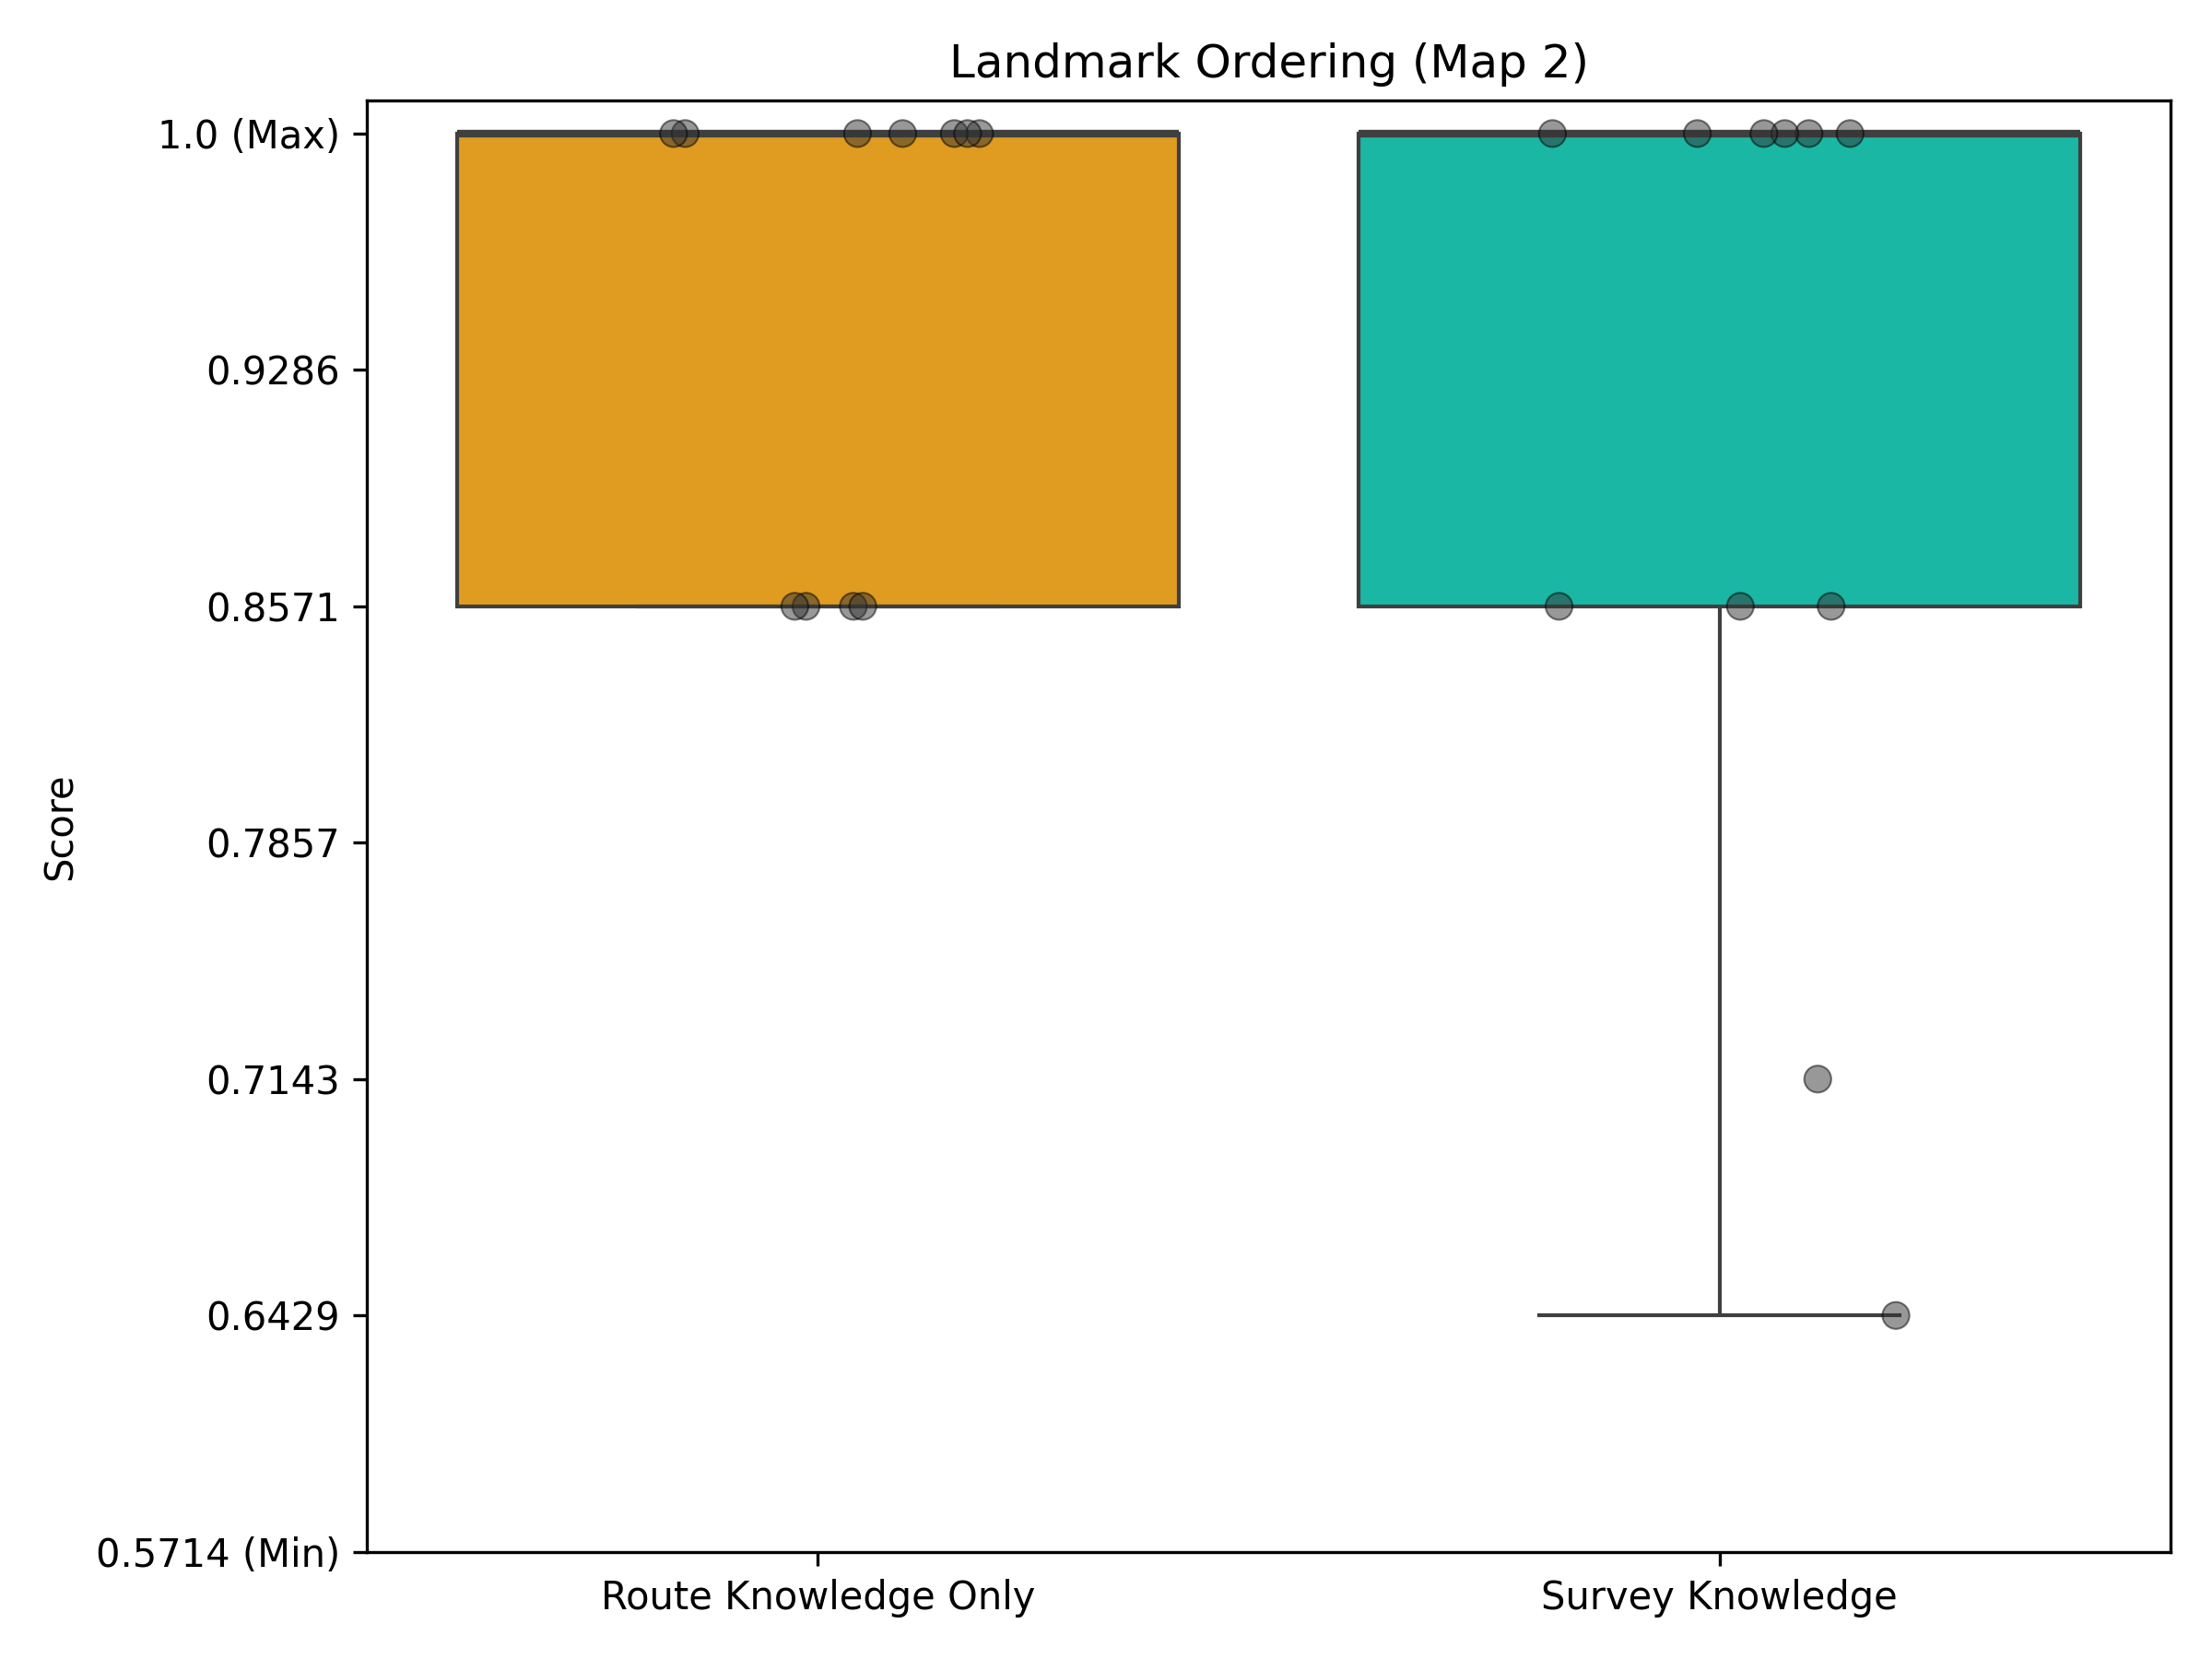 Landmark Ordering (Map 2)
1.0 (Max)
0.9286
0.8571
0.7857
0.7143
0.6429
0.5714 (Min)
Score
Route Knowledge Only
Survey Knowledge